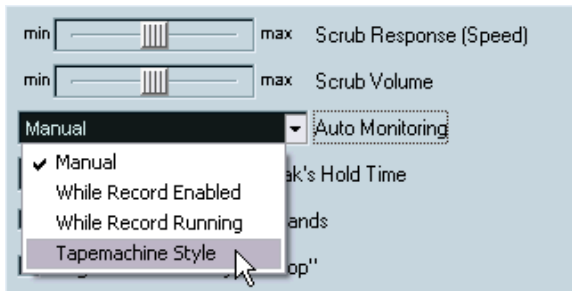 min max Scrub Response (Speed)
min max Scrub Volume
Manual Auto Monitoring
Manual
ak's Hold Time
While Record Enabled
While Record Running
ands
Tapemachine Style
op"